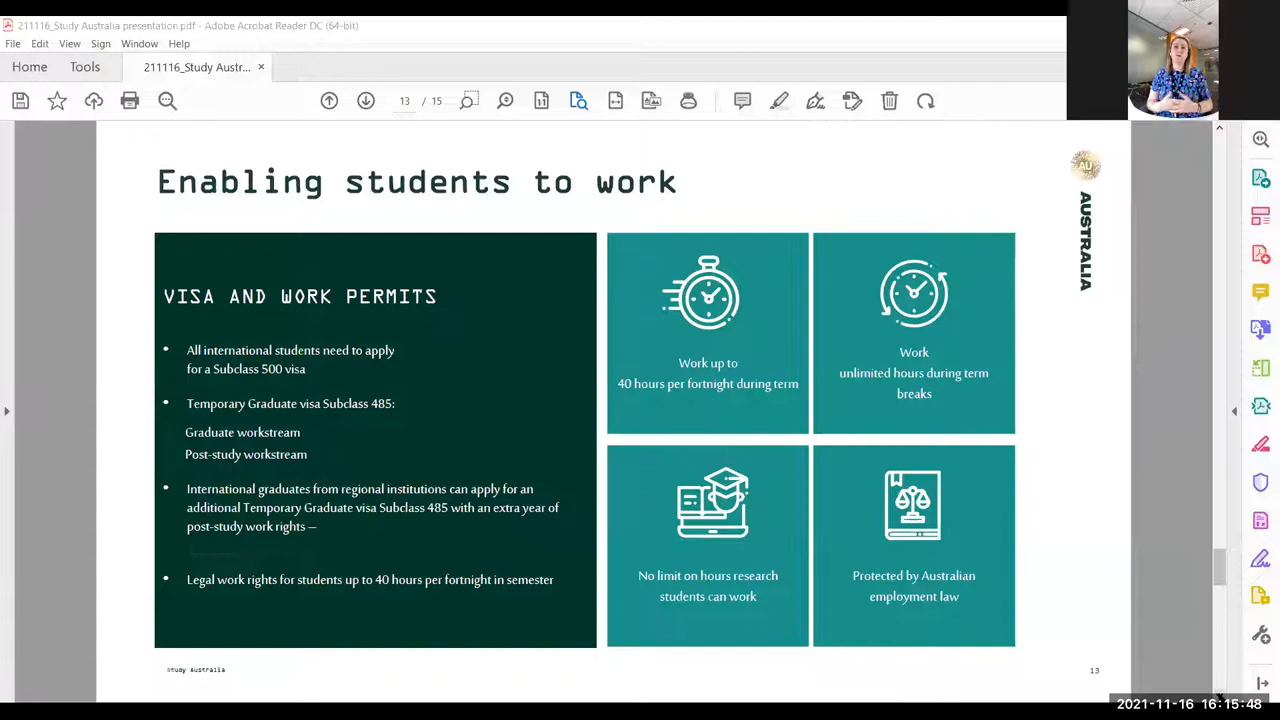 211116_Study Australia presentation.pdf - Adobe Acrobat Reader DC (64-bit)
File Edit View Sign Window Help
Home Tools 211116_Study Austr... ×
13 / 15
Enabling students to work
AU
AUSTRALIA
VISA AND WORK PERMITS
• All international students need to apply
for a Subclass 500 visa
• Temporary Graduate visa Subclass 485:
Graduate workstream
Post-study workstream
• International graduates from regional institutions can apply for an
additional Temporary Graduate visa Subclass 485 with an extra year of
post-study work rights —
• Legal work rights for students up to 40 hours per fortnight in semester
Work up to
40 hours per fortnight during term
Work
unlimited hours during term
breaks
No limit on hours research
students can work
Protected by Australian
employment law
Study Australia
13
2021-11-16 16:15:48